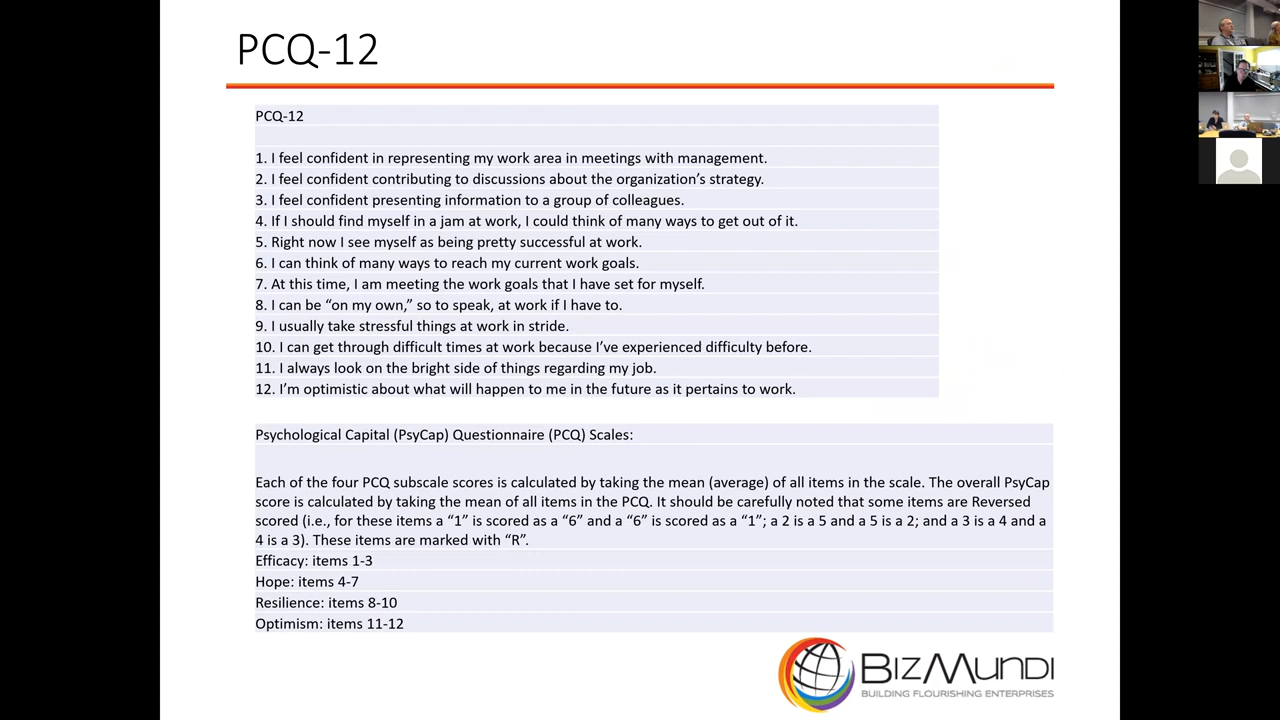 PCQ-12
PCQ-12
1. I feel confident in representing my work area in meetings with management.
2. I feel confident contributing to discussions about the organization’s strategy.
3. I feel confident presenting information to a group of colleagues.
4. If I should find myself in a jam at work, I could think of many ways to get out of it.
5. Right now I see myself as being pretty successful at work.
6. I can think of many ways to reach my current work goals.
7. At this time, I am meeting the work goals that I have set for myself.
8. I can be “on my own,” so to speak, at work if I have to.
9. I usually take stressful things at work in stride.
10. I can get through difficult times at work because I’ve experienced difficulty before.
11. I always look on the bright side of things regarding my job.
12. I’m optimistic about what will happen to me in the future as it pertains to work.
Psychological Capital (PsyCap) Questionnaire (PCQ) Scales:
Each of the four PCQ subscale scores is calculated by taking the mean (average) of all items in the scale. The overall PsyCap
score is calculated by taking the mean of all items in the PCQ. It should be carefully noted that some items are Reversed
scored (i.e., for these items a “1” is scored as a “6” and a “6” is scored as a “1”; a 2 is a 5 and a 5 is a 2; and a 3 is a 4 and a
4 is a 3). These items are marked with “R”.
Efficacy: items 1-3
Hope: items 4-7
Resilience: items 8-10
Optimism: items 11-12
BIZMUNDI
BUILDING FLOURISHING ENTERPRISES